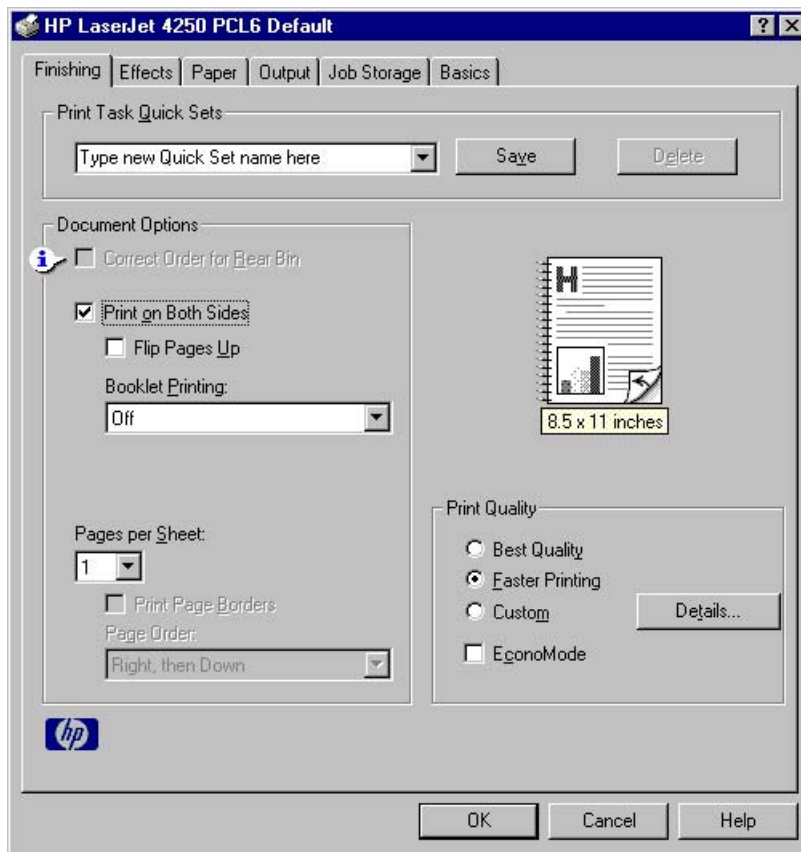 HP LaserJet 4250 PCL6 Default
Finishing Effects Paper Output Job Storage Basics
Print Task Quick Sets
Type new Quick Set name here Save Delete
Document Options
i Correct Order for Rear Bin
Print on Both Sides
Flip Pages Up
Booklet Printing:
Off
H
8.5 x 11 inches
Pages per Sheet:
1
Print Page Borders
Page Order:
Right, then Down
Print Quality
Best Quality
Faster Printing
Custom Details...
EconoMode
hp
OK Cancel Help